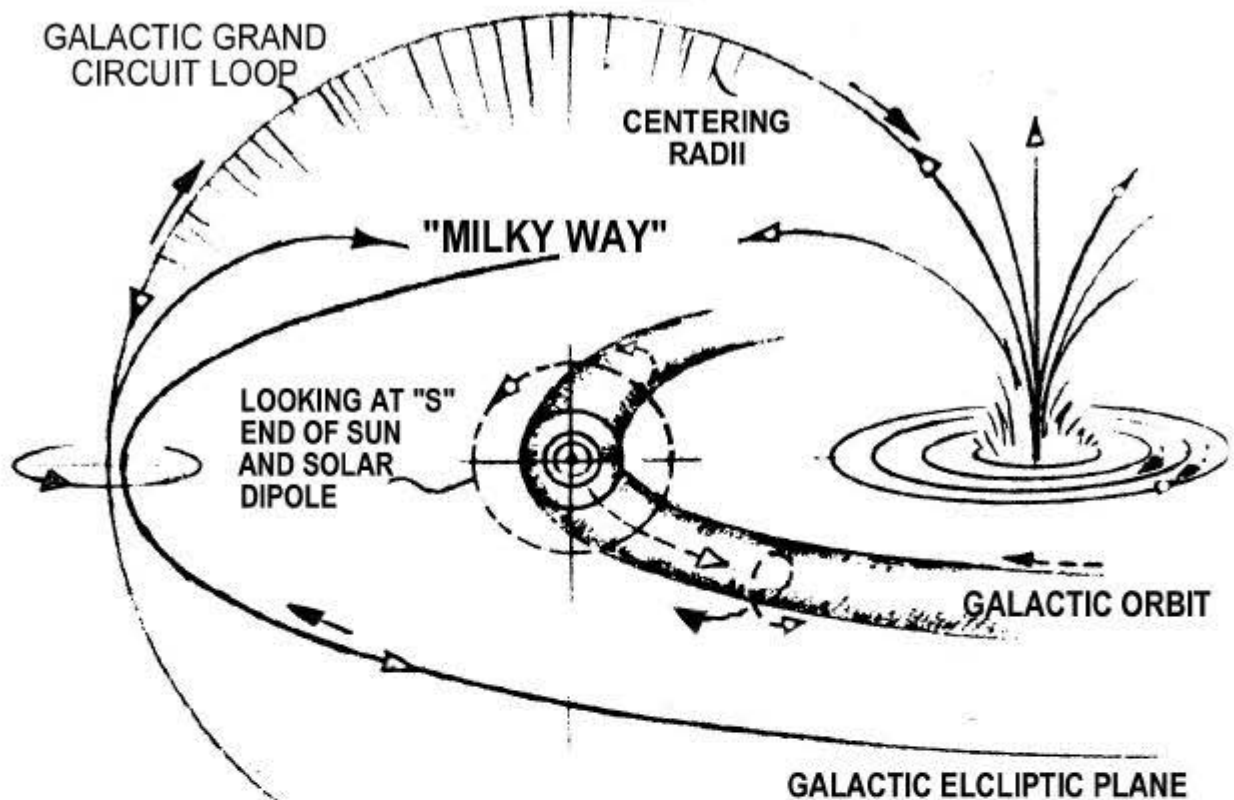 GALACTIC GRAND
CIRCUIT LOOP
CENTERING
RADII
"MILKY WAY"
LOOKING AT "S"
END OF SUN
AND SOLAR
DIPOLE
GALACTIC ORBIT
GALACTIC ELCLIPTIC PLANE